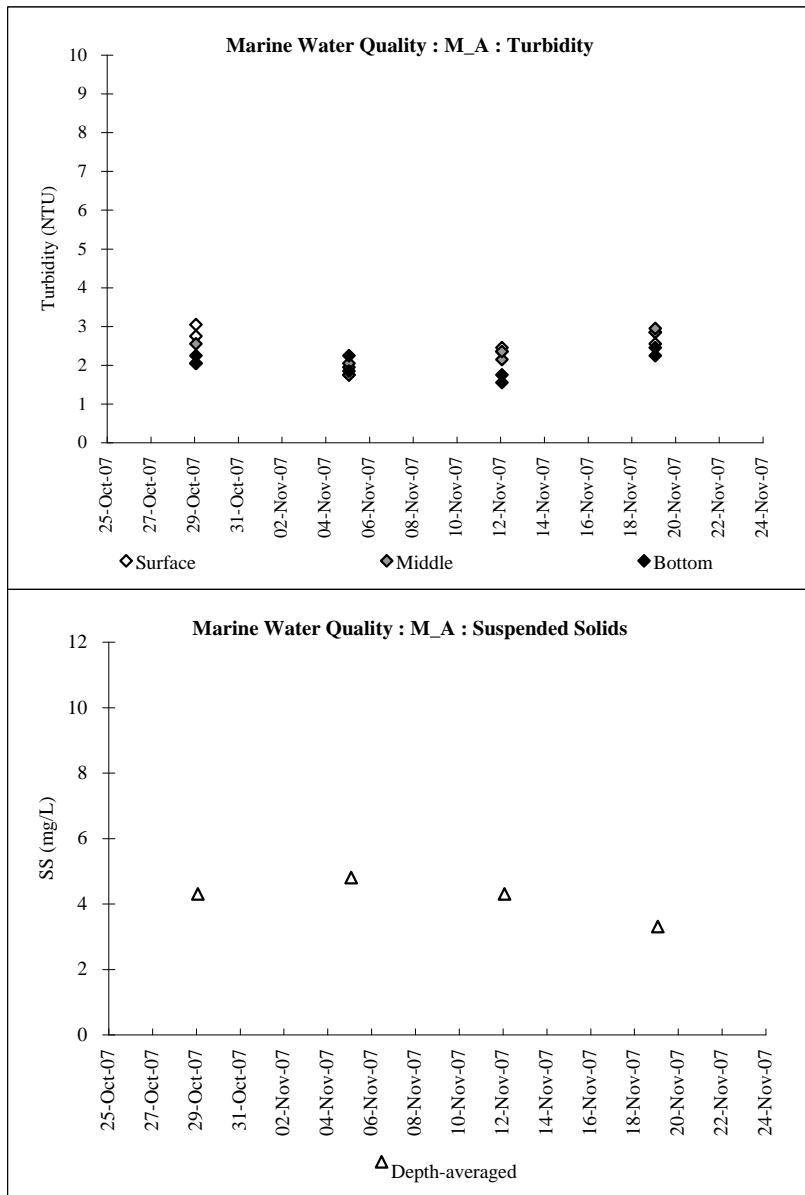 Marine Water Quality : M_A : Turbidity
10
9
8
7
6
5
4
3
2
1
0
Turbidity (NTU)
25-Oct-07
27-Oct-07
29-Oct-07
31-Oct-07
02-Nov-07
04-Nov-07
06-Nov-07
08-Nov-07
10-Nov-07
12-Nov-07
14-Nov-07
16-Nov-07
18-Nov-07
20-Nov-07
22-Nov-07
24-Nov-07
Surface Middle Bottom
Marine Water Quality : M_A : Suspended Solids
12
10
8
6
4
2
0
SS (mg/L)
25-Oct-07
27-Oct-07
29-Oct-07
31-Oct-07
02-Nov-07
04-Nov-07
06-Nov-07
08-Nov-07
10-Nov-07
12-Nov-07
14-Nov-07
16-Nov-07
18-Nov-07
20-Nov-07
22-Nov-07
24-Nov-07
Depth-averaged